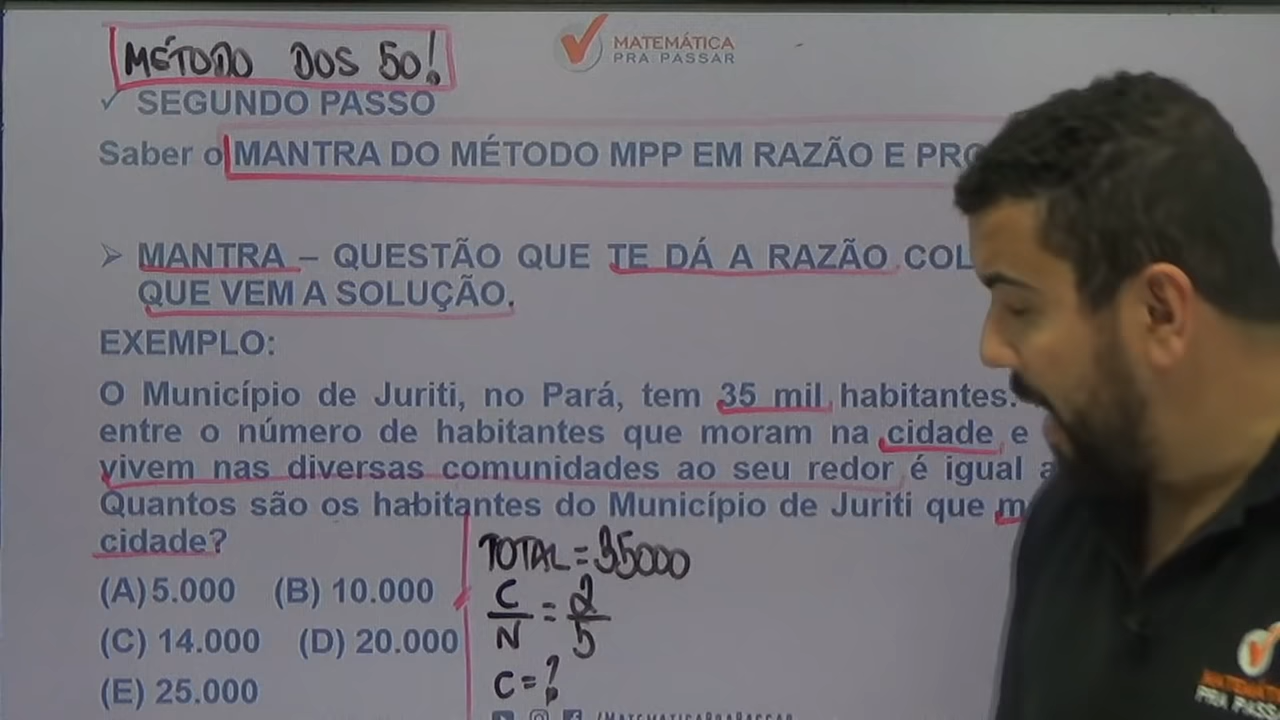 MÉTODO DOS 50!
MATEMÁTICA
PRA PASSAR
✓ SEGUNDO PASSO
Saber o MANTRA DO MÉTODO MPP EM RAZÃO E PRO
➢ MANTRA – QUESTÃO QUE TE DÁ A RAZÃO COL
QUE VEM A SOLUÇÃO.
EXEMPLO:
O Município de Juriti, no Pará, tem 35 mil habitantes.
entre o número de habitantes que moram na cidade e
vivem nas diversas comunidades ao seu redor é igual a
Quantos são os habitantes do Município de Juriti que m
cidade?
(A) 5.000 (B) 10.000
(C) 14.000 (D) 20.000
(E) 25.000
TOTAL = 35000
C/N = 2/5
C = ?
/MATEMATICAPRAPASSAR
MATEMÁT
PRA PASS